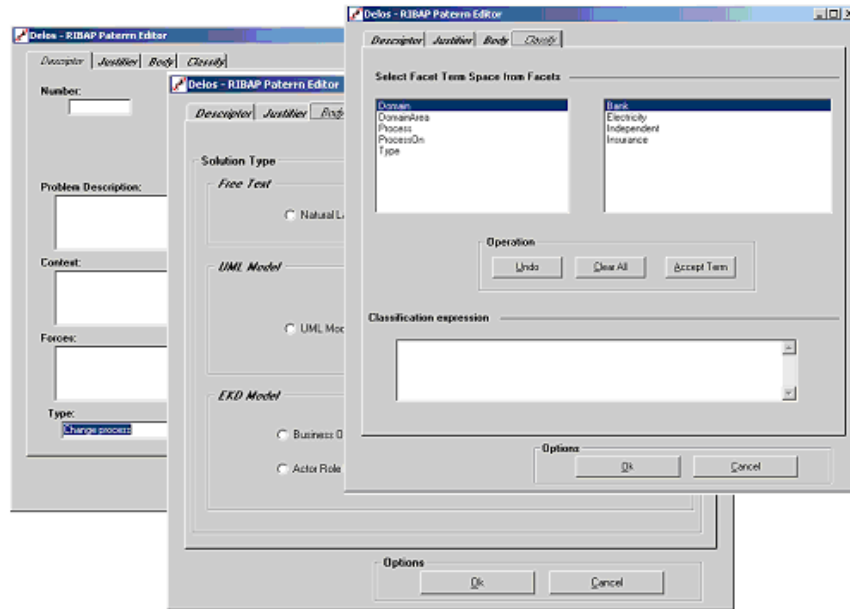 Delos - RIBAP Paterrn Editor
Descriptor Justifier Body Classify
Number:
Problem Description:
Context:
Forces:
Type:
Change process
Delos - RIBAP Paterrn Editor
Descriptor Justifier Body
Solution Type
Free Text
Natural La
UML Model
UML Mod
EKD Model
Business O
Actor Role
Options
Ok Cancel
Delos - RIBAP Paterrn Editor
Descriptor Justifier Body Classify
Select Facet Term Space from Facets
Domain
DomainArea
Process
ProcessOn
Type
Bank
Electricity
Independent
Insurance
Operation
Undo Clear All Accept Term
Classification expression
Options
Ok Cancel